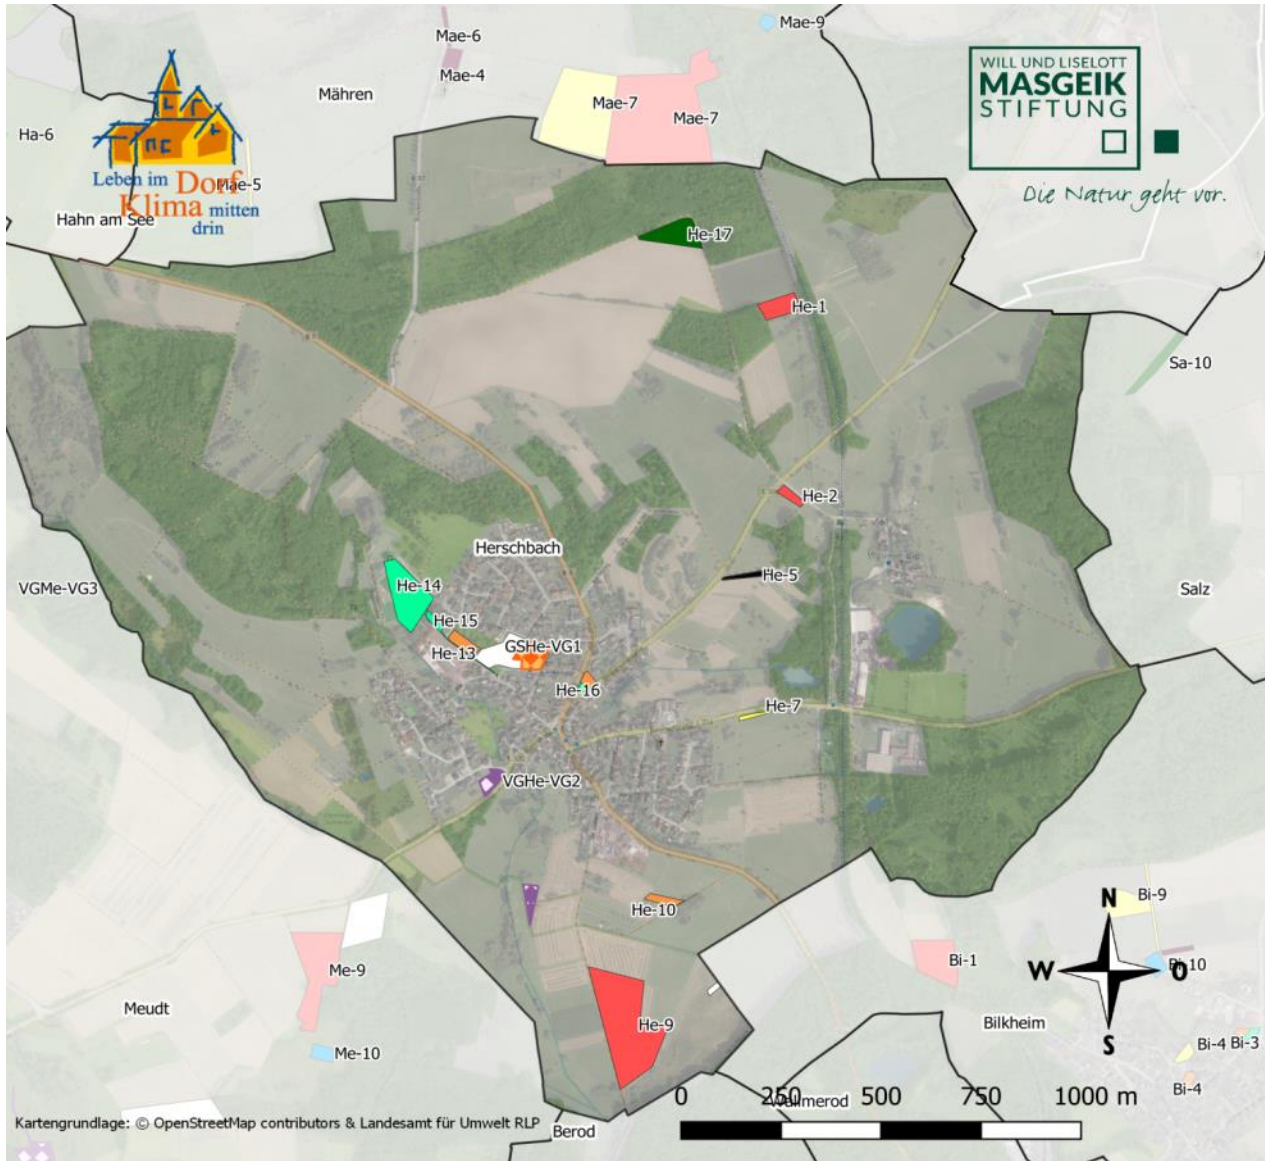 Mae-6
Mae-9
Mae-4
Mähren
Mae-7
Mae-7
Ha-6
Mae-5
Hahn am See
Leben im Dorf
Klima mitten
drin
WILL UND LISELOTT
MASGEIK
STIFTUNG
Die Natur geht vor.
He-17
He-1
Sa-10
He-2
Herschbach
He-5
VGMe-VG3
He-14
Salz
He-15
GSHe-VG1
He-13
He-16
He-7
VGHe-VG2
He-10
Bi-9
N
Me-9
Bi-1
W
O
Bi-10
Meudt
He-9
Bilkheim
S
Bi-3
Bi-4
Me-10
Bi-4
0 250 500 750 1000 m
Wallmerod
Kartengrundlage: © OpenStreetMap contributors & Landesamt für Umwelt RLP
Berod